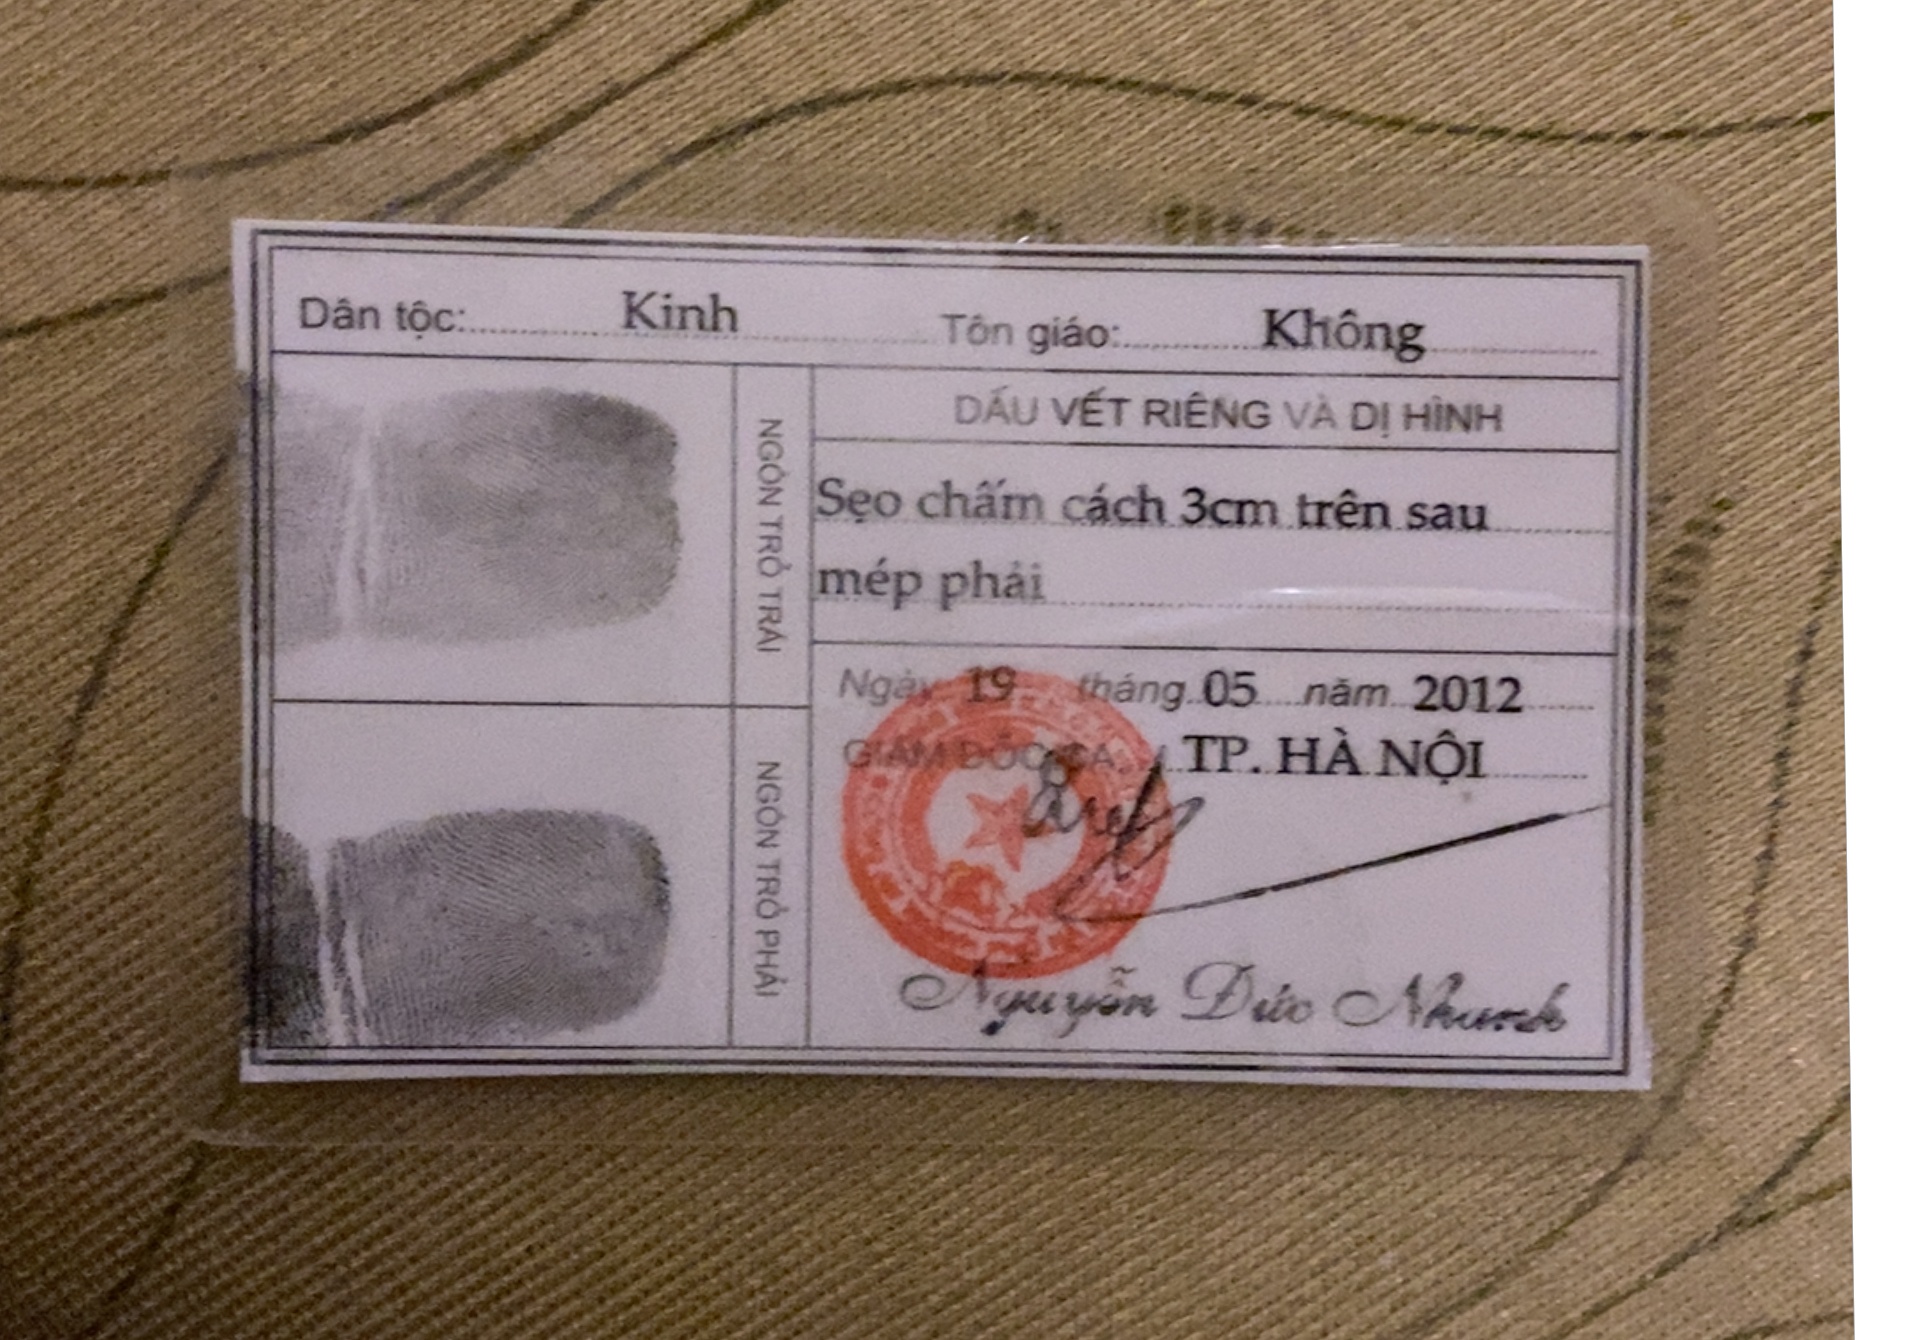 Dân tộc: Kinh Tôn giáo: Không
NGÓN TRỎ TRÁI
DẤU VẾT RIÊNG VÀ DỊ HÌNH
Sẹo chấm cách 3cm trên sau
mép phải
Ngày 19 tháng 05 năm 2012
GIÁM ĐỐC CA. TP. HÀ NỘI
NGÓN TRỎ PHẢI
Nguyễn Đức Nhanh